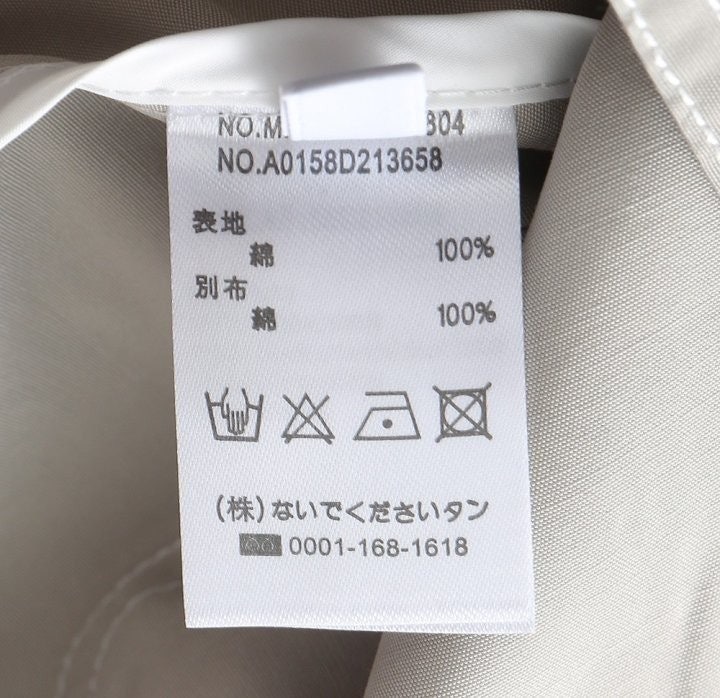 NO.M 804
NO.A0158D213658
表地
綿 100%
別布
綿 100%
(株)ないでくださいタン
0001-168-1618